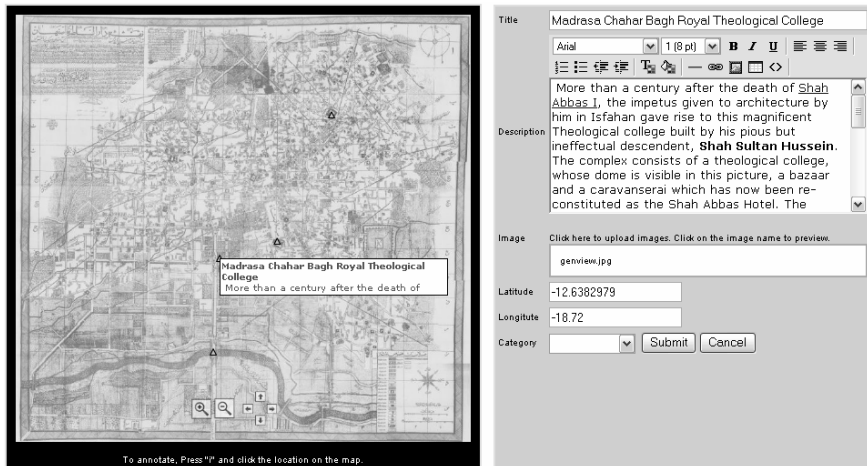 Madrasa Chahar Bagh Royal Theological
College
More than a century after the death of
To annotate, Press "i" and click the location on the map.
Title
Madrasa Chahar Bagh Royal Theological College
Arial
1 (8 pt)
B I U
Description
More than a century after the death of Shah
Abbas I, the impetus given to architecture by
him in Isfahan gave rise to this magnificent
Theological college built by his pious but
ineffectual descendent, Shah Sultan Hussein.
The complex consists of a theological college,
whose dome is visible in this picture, a bazaar
and a caravanserai which has now been re-
constituted as the Shah Abbas Hotel. The
Image
Click here to upload images. Click on the image name to preview.
genview.jpg
Latitude
-12.6382979
Longitute
-18.72
Category
Submit
Cancel